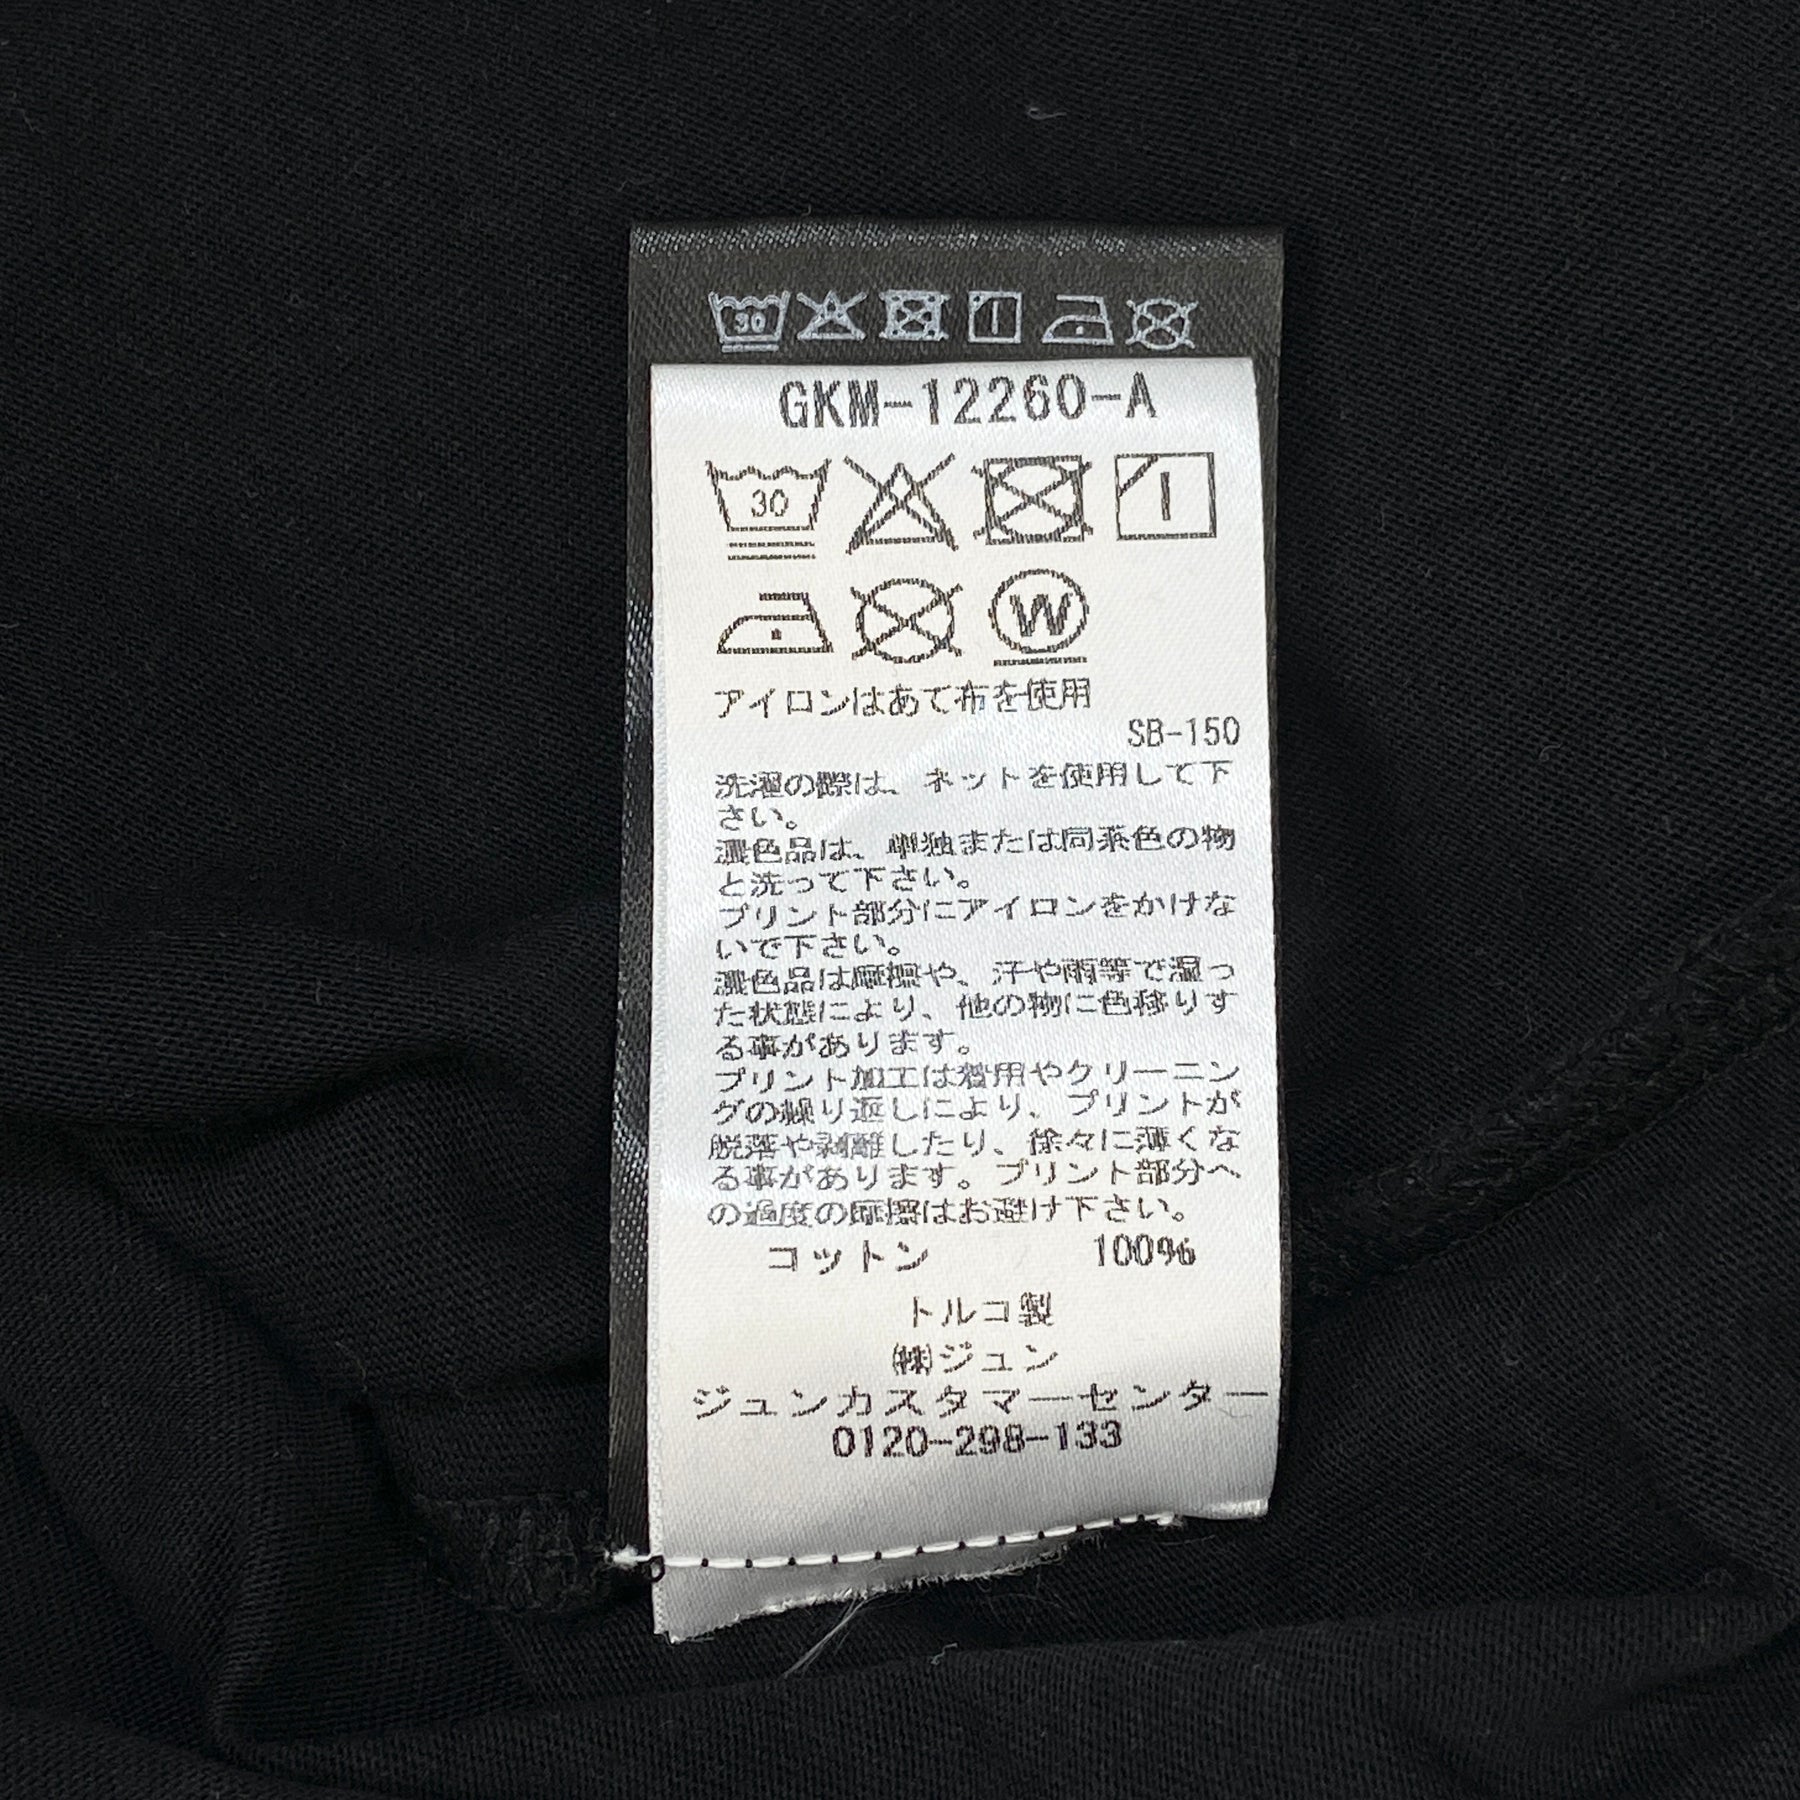 30
GKM-12260-A
30
W
アイロンはあて布を使用
SB-150
洗濯の際は、ネットを使用して下
さい。
濃色品は、単独または同系色の物
と洗って下さい。
プリント部分にアイロンをかけな
いで下さい。
濃色品は摩擦や、汗や雨等で湿っ
た状態により、他の物に色移りす
る事があります。
プリント加工は着用やクリーニン
グの繰り返しにより、プリントが
脱落や剥離したり、徐々に薄くな
る事があります。プリント部分へ
の過度の摩擦はお避け下さい。
コットン 100%
トルコ製
㈱ジュン
ジュンカスタマーセンター
0120-298-133